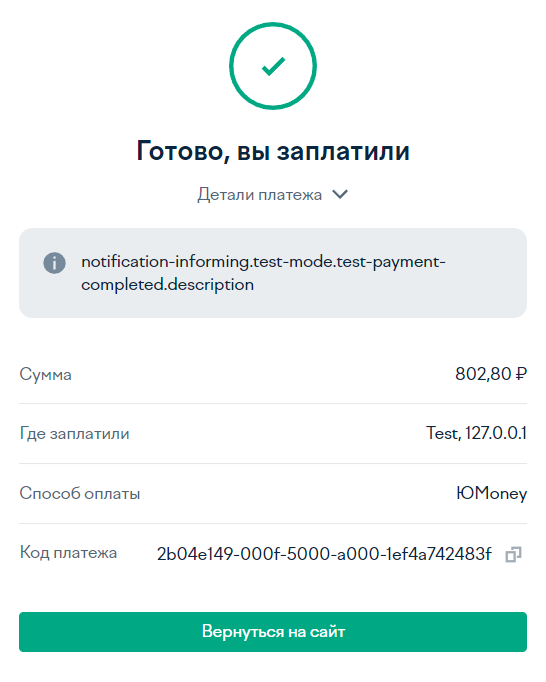 Готово, вы заплатили
Детали платежа
notification-informing.test-mode.test-payment-
completed.description
Сумма 802,80 ₽
Где заплатили Test, 127.0.0.1
Способ оплаты ЮMoney
Код платежа 2b04e149-000f-5000-a000-1ef4a742483f
Вернуться на сайт